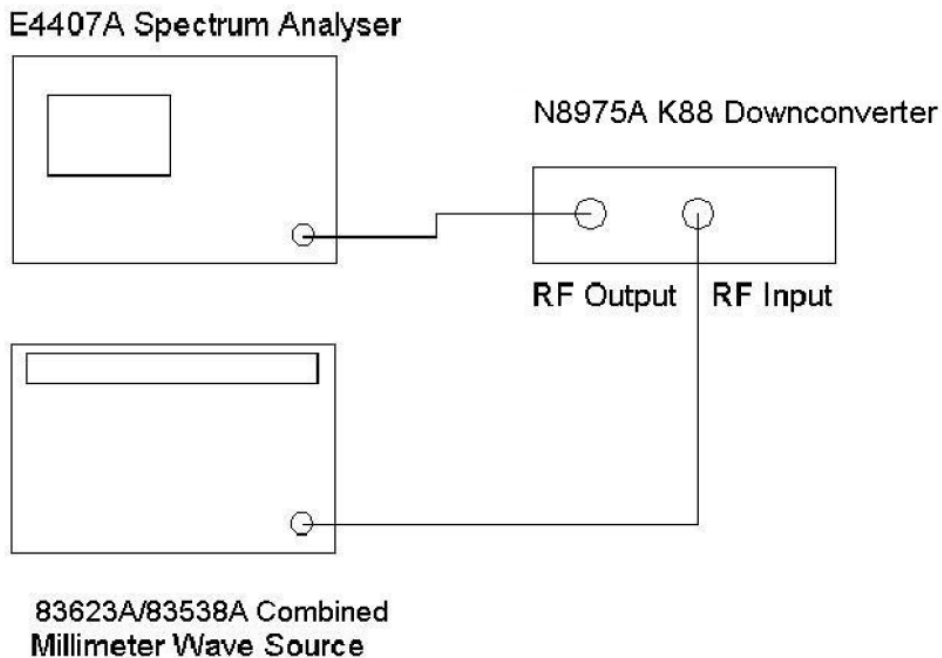 E4407A Spectrum Analyser
N8975A K88 Downconverter
RF Output RF Input
83623A/83538A Combined
Millimeter Wave Source